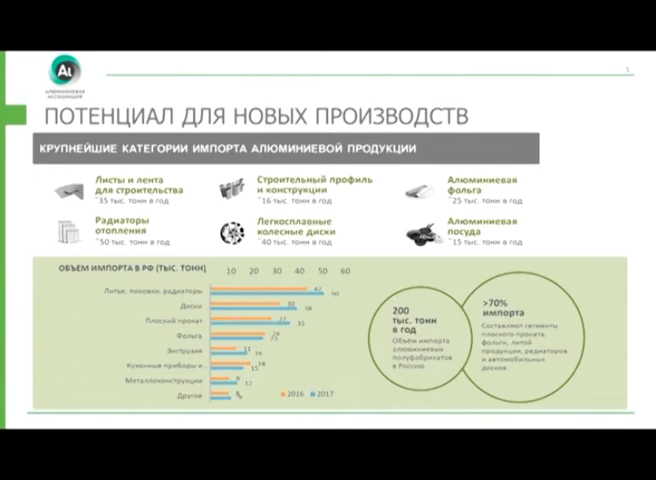 5
AL
АЛЮМИНИЕВАЯ
АССОЦИАЦИЯ
ПОТЕНЦИАЛ ДЛЯ НОВЫХ ПРОИЗВОДСТВ
КРУПНЕЙШИЕ КАТЕГОРИИ ИМПОРТА АЛЮМИНИЕВОЙ ПРОДУКЦИИ
Листы и лента
для строительства
~35 тыс. тонн в год
Строительный профиль
и конструкции
~16 тыс. тонн в год
Алюминиевая
фольга
~25 тыс. тонн в год
Радиаторы
отопления
~50 тыс. тонн в год
Легкосплавные
колесные диски
~40 тыс. тонн в год
Алюминиевая
посуда
~15 тыс. тонн в год
ОБЪЕМ ИМПОРТА В РФ (ТЫС. ТОНН)
10 20 30 40 50 60
Литье, поковки, радиаторы 42
50
Диски 30
38
Плоский прокат 27
35
Фольга 24
23
Экструзия 11
16
Кухонные приборы и... 18
15
Металлоконструкции
12
Другое
2016 2017
200
тыс. тонн
в год
Объем импорта
алюминиевых
полуфабрикатов
в Россию
>70%
импорта
Составляют сегменты
плоского проката,
фольги, литой
продукции, радиаторов
и автомобильных
дисков